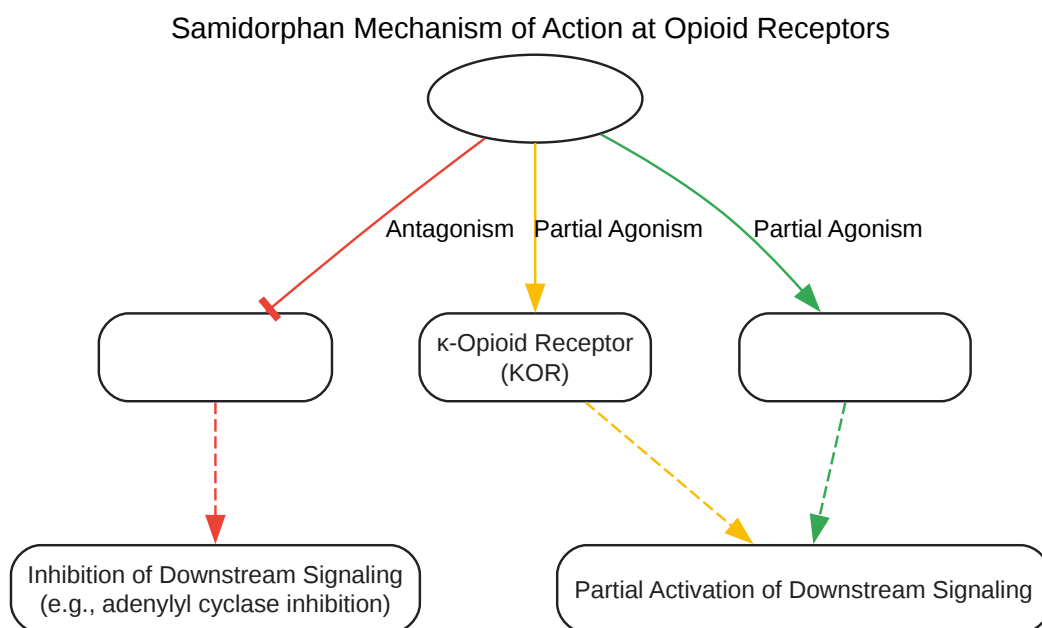 Samidorphan Mechanism of Action at Opioid Receptors
Antagonism
Partial Agonism
Partial Agonism
κ-Opioid Receptor
(KOR)
Inhibition of Downstream Signaling
(e.g., adenylyl cyclase inhibition)
Partial Activation of Downstream Signaling